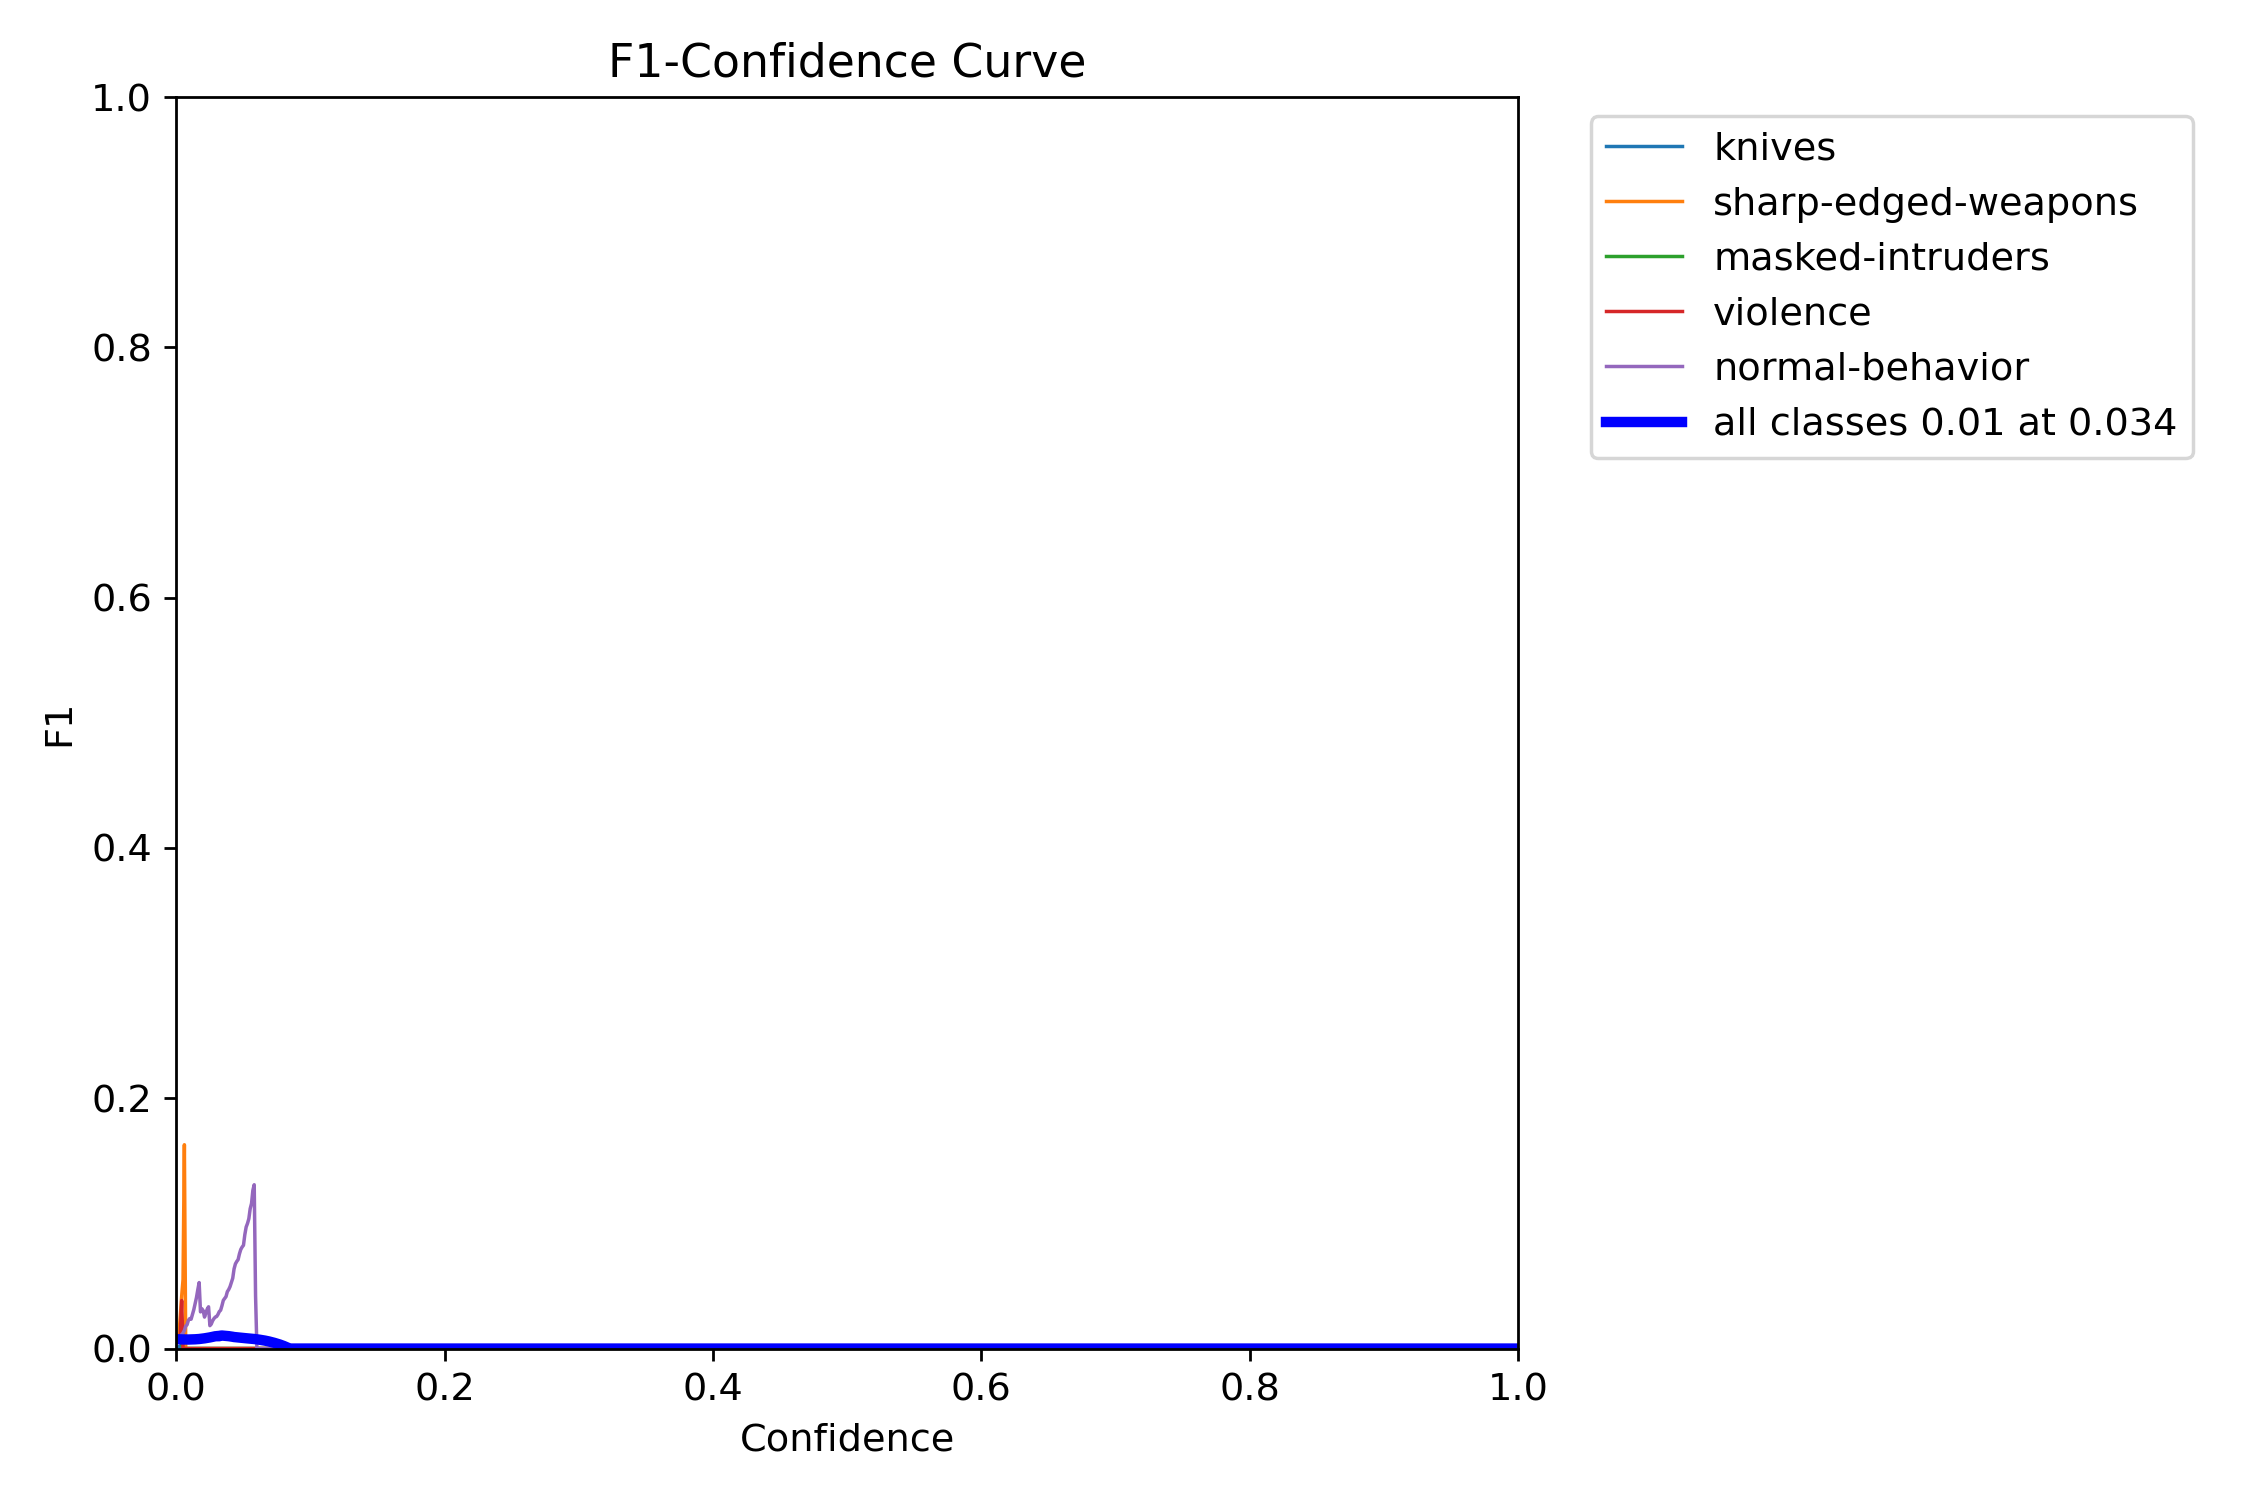 F1-Confidence Curve
1.0
0.8
0.6
0.4
0.2
0.0
F1
0.0 0.2 0.4 0.6 0.8 1.0
Confidence
knives
sharp-edged-weapons
masked-intruders
violence
normal-behavior
all classes 0.01 at 0.034